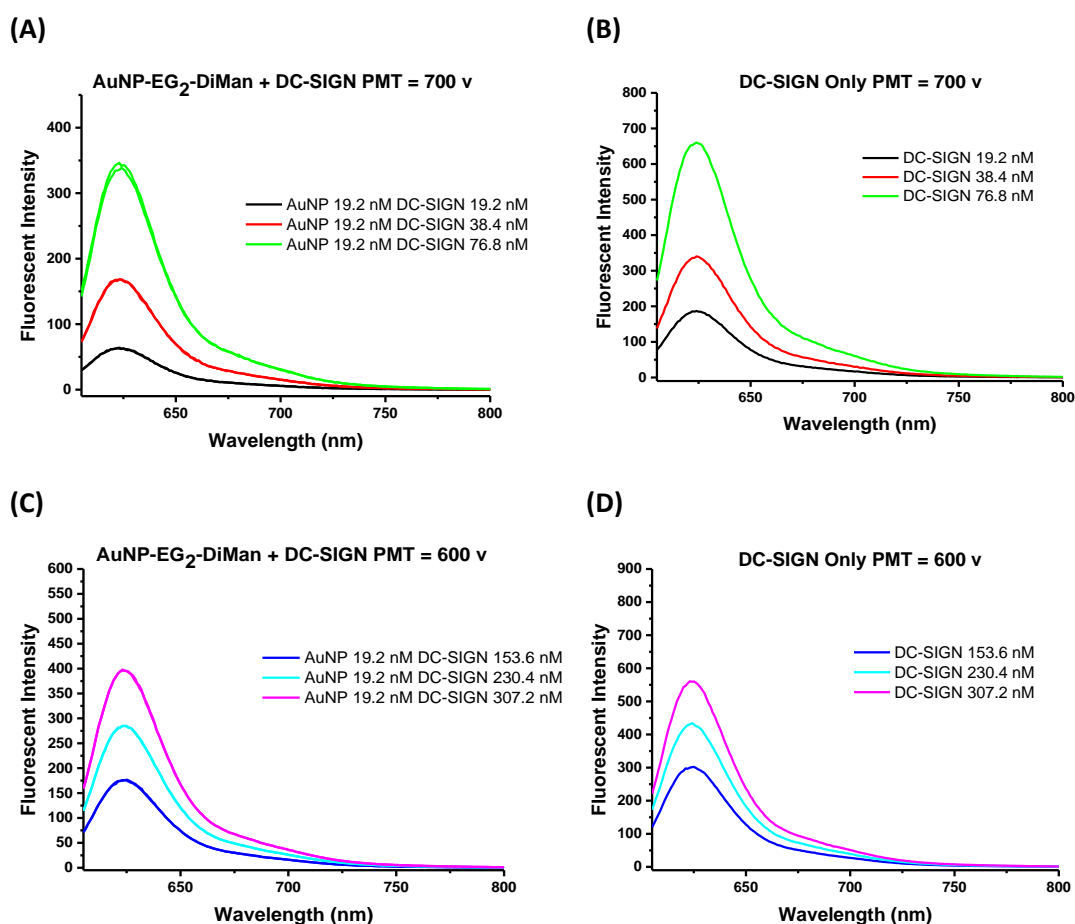 (A)
AuNP-EG₂-DiMan + DC-SIGN PMT = 700 v
Fluorescent Intensity
400
300
200
100
0
AuNP 19.2 nM DC-SIGN 19.2 nM
AuNP 19.2 nM DC-SIGN 38.4 nM
AuNP 19.2 nM DC-SIGN 76.8 nM
650
700
750
800
Wavelength (nm)
(B)
DC-SIGN Only PMT = 700 v
Fluorescent Intensity
800
700
600
500
400
300
200
100
0
DC-SIGN 19.2 nM
DC-SIGN 38.4 nM
DC-SIGN 76.8 nM
650
700
750
800
Wavelength (nm)
(C)
AuNP-EG₂-DiMan + DC-SIGN PMT = 600 v
Fluorescent Intensity
600
550
500
450
400
350
300
250
200
150
100
50
0
AuNP 19.2 nM DC-SIGN 153.6 nM
AuNP 19.2 nM DC-SIGN 230.4 nM
AuNP 19.2 nM DC-SIGN 307.2 nM
650
700
750
800
Wavelength (nm)
(D)
DC-SIGN Only PMT = 600 v
Fluorescent Intensity
900
800
700
600
500
400
300
200
100
0
DC-SIGN 153.6 nM
DC-SIGN 230.4 nM
DC-SIGN 307.2 nM
650
700
750
800
Wavelength (nm)